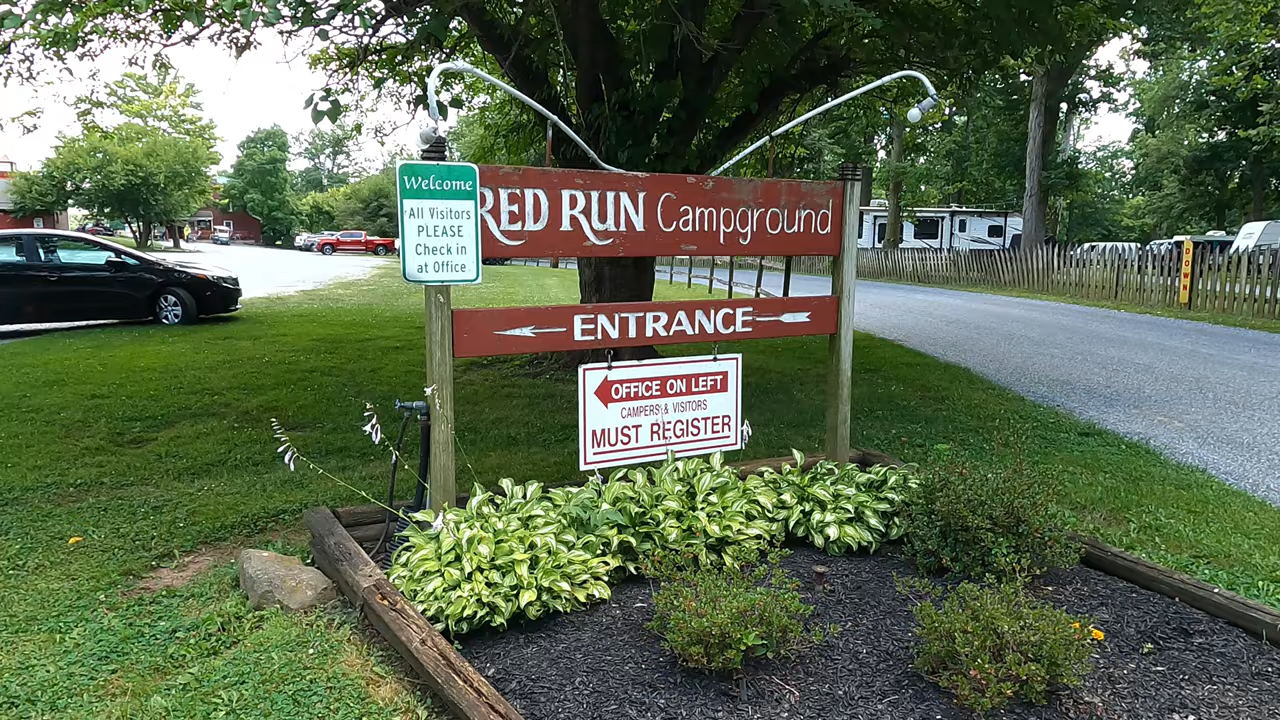 Welcome
All Visitors
PLEASE
Check in
at Office
RED RUN Campground
ENTRANCE
OFFICE ON LEFT
CAMPERS & VISITORS
MUST REGISTER
DOWN